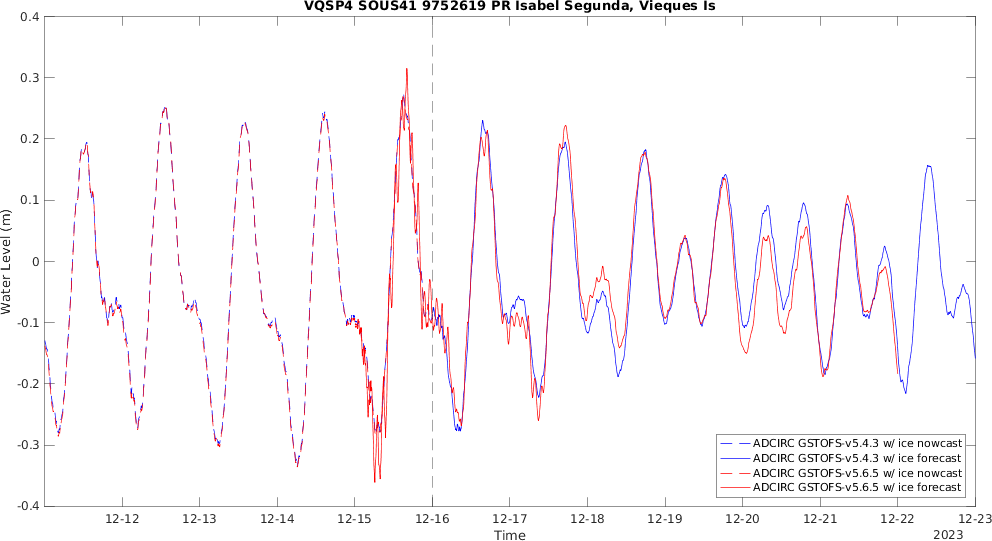 VQSP4 SOUS41 9752619 PR Isabel Segunda, Vieques Is
0.4
0.3
0.2
0.1
0
-0.1
-0.2
-0.3
-0.4
Water Level (m)
ADCIRC GSTOFS-v5.4.3 w/ ice nowcast
ADCIRC GSTOFS-v5.4.3 w/ ice forecast
ADCIRC GSTOFS-v5.6.5 w/ ice nowcast
ADCIRC GSTOFS-v5.6.5 w/ ice forecast
12-12 12-13 12-14 12-15 12-16 12-17 12-18 12-19 12-20 12-21 12-22 12-23
Time
2023